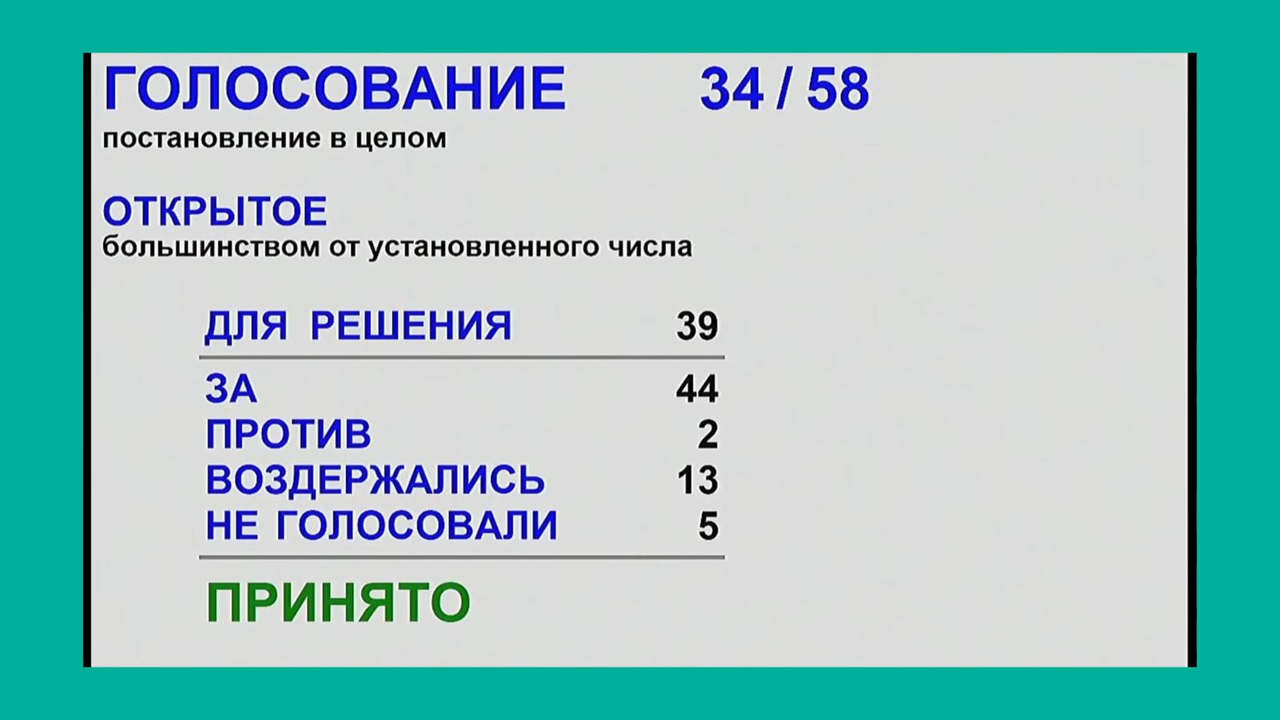 ГОЛОСОВАНИЕ 34 / 58
постановление в целом
ОТКРЫТОЕ
большинством от установленного числа
ДЛЯ РЕШЕНИЯ 39
ЗА 44
ПРОТИВ 2
ВОЗДЕРЖАЛИСЬ 13
НЕ ГОЛОСОВАЛИ 5
ПРИНЯТО